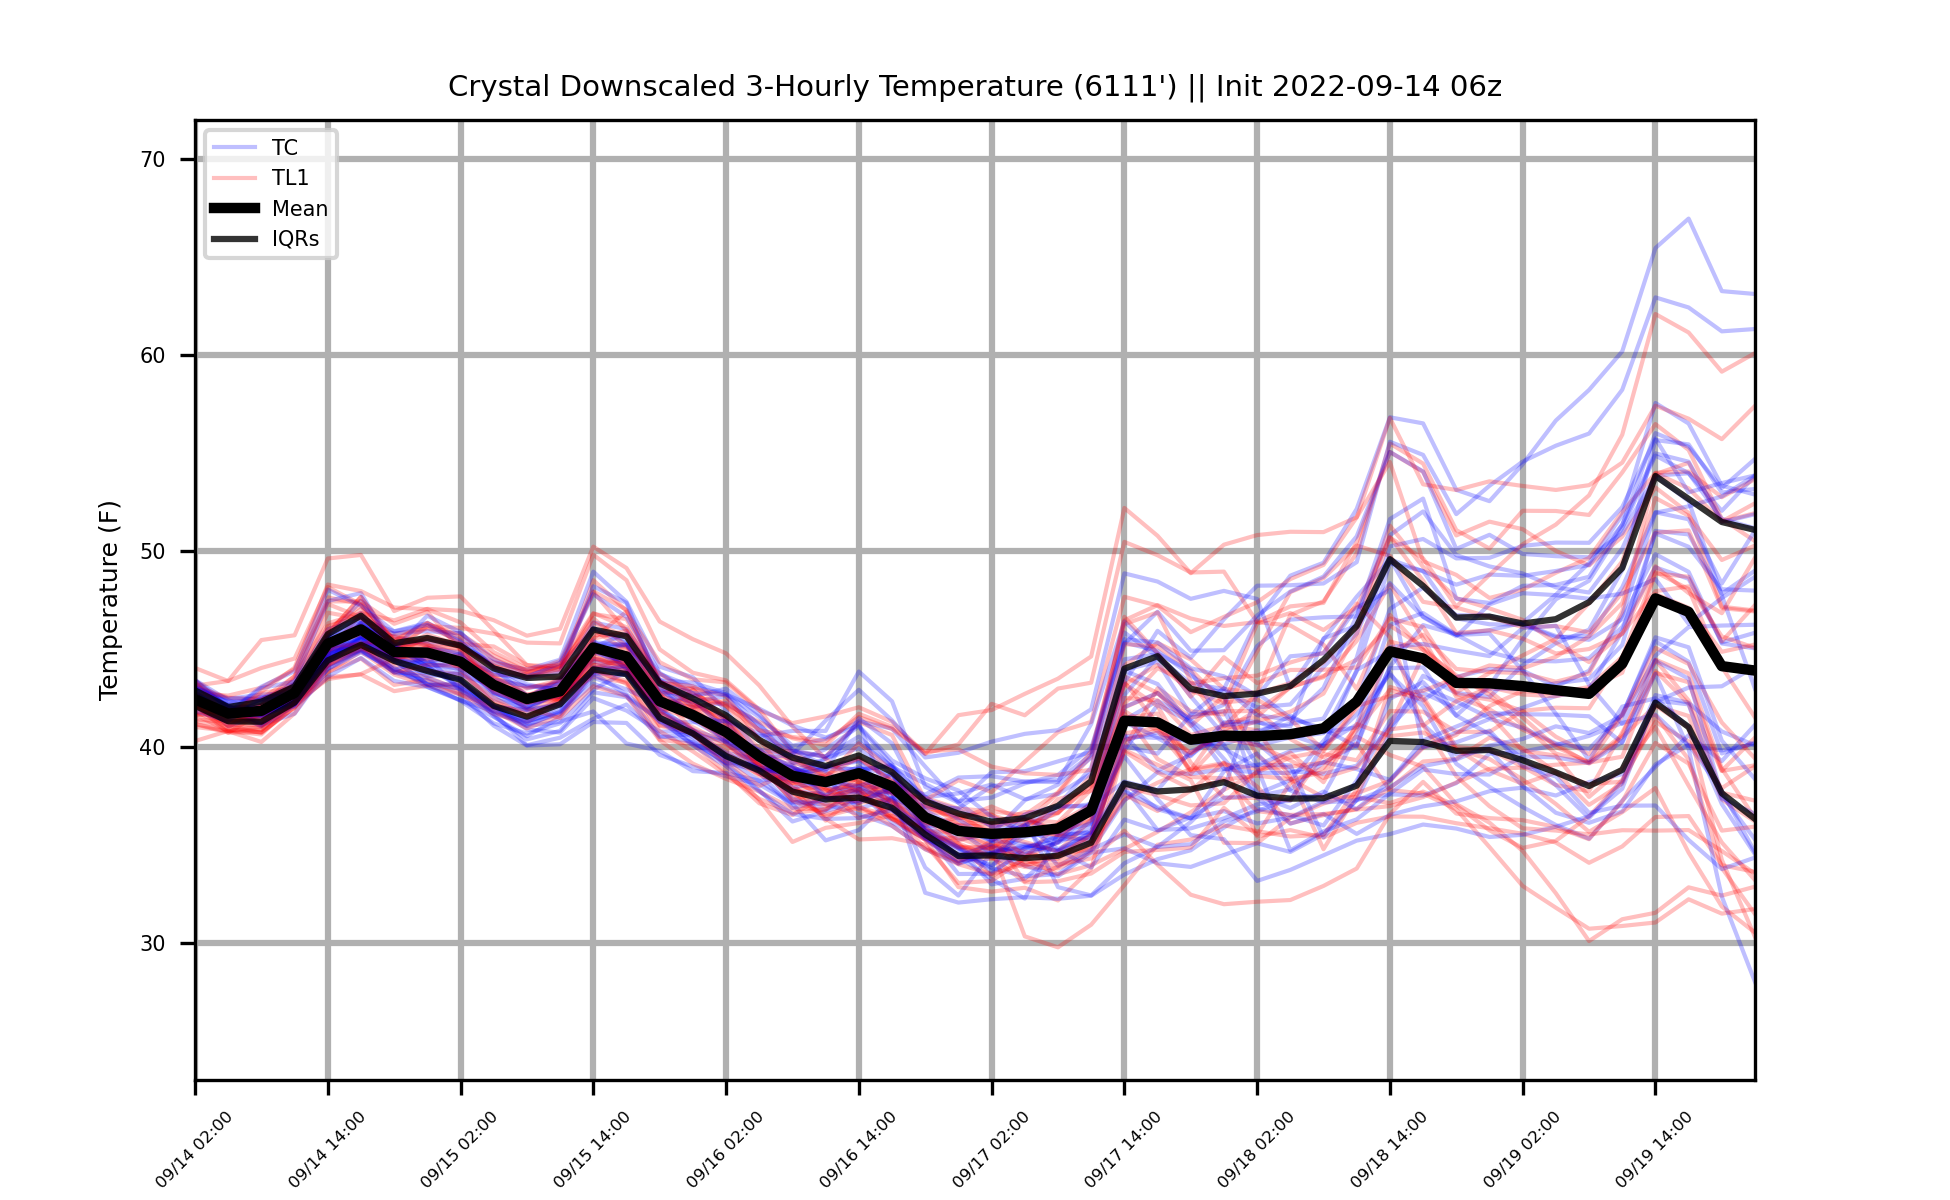 Crystal Downscaled 3-Hourly Temperature (6111') || Init 2022-09-14 06z
TC
TL1
Mean
IQRs
Temperature (F)
70
60
50
40
30
09/14 02:00
09/14 14:00
09/15 02:00
09/15 14:00
09/16 02:00
09/16 14:00
09/17 02:00
09/17 14:00
09/18 02:00
09/18 14:00
09/19 02:00
09/19 14:00